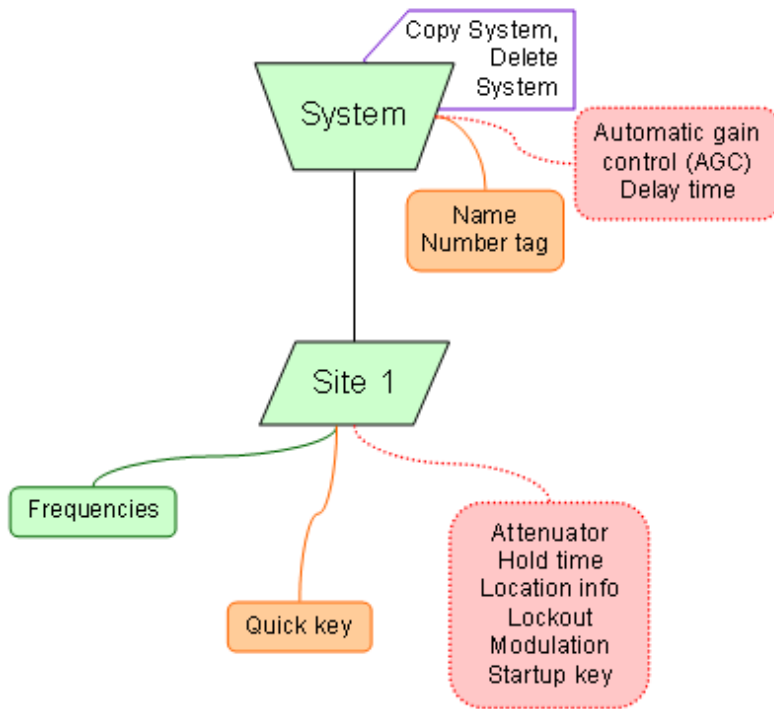 Copy System,
Delete
System
System
Automatic gain
control (AGC)
Delay time
Name
Number tag
Site 1
Frequencies
Attenuator
Hold time
Location info
Lockout
Modulation
Startup key
Quick key